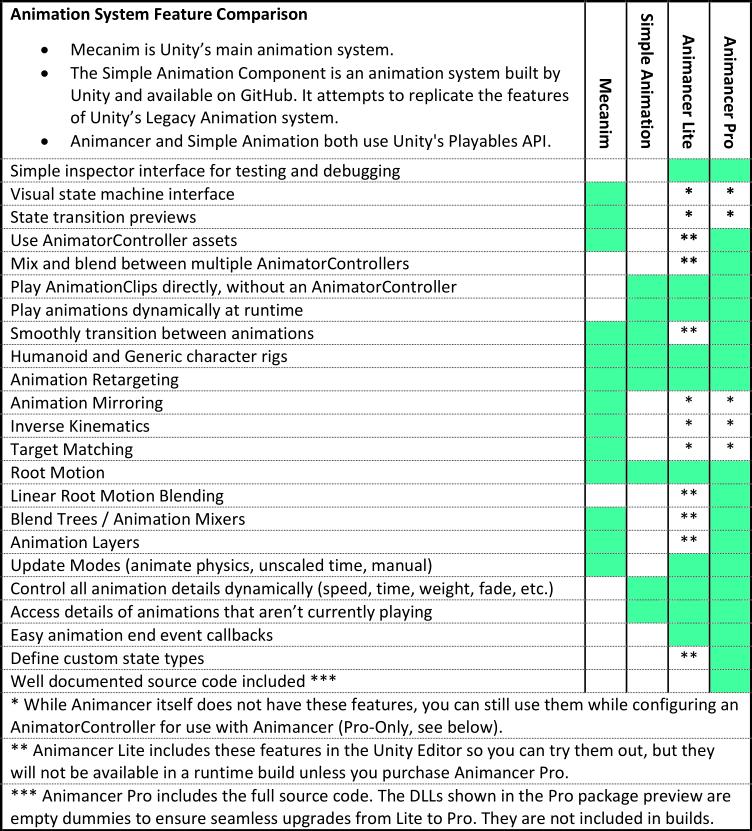 Animation System Feature Comparison
• Mecanim is Unity’s main animation system.
• The Simple Animation Component is an animation system built by
Unity and available on GitHub. It attempts to replicate the features
of Unity’s Legacy Animation system.
• Animancer and Simple Animation both use Unity's Playables API.
Mecanim
Simple Animation
Animancer Lite
Animancer Pro
Simple inspector interface for testing and debugging
Visual state machine interface * *
State transition previews * *
Use AnimatorController assets **
Mix and blend between multiple AnimatorControllers **
Play AnimationClips directly, without an AnimatorController
Play animations dynamically at runtime
Smoothly transition between animations **
Humanoid and Generic character rigs
Animation Retargeting
Animation Mirroring * *
Inverse Kinematics * *
Target Matching * *
Root Motion
Linear Root Motion Blending **
Blend Trees / Animation Mixers **
Animation Layers **
Update Modes (animate physics, unscaled time, manual)
Control all animation details dynamically (speed, time, weight, fade, etc.)
Access details of animations that aren’t currently playing
Easy animation end event callbacks
Define custom state types **
Well documented source code included ***
* While Animancer itself does not have these features, you can still use them while configuring an
AnimatorController for use with Animancer (Pro-Only, see below).
** Animancer Lite includes these features in the Unity Editor so you can try them out, but they
will not be available in a runtime build unless you purchase Animancer Pro.
*** Animancer Pro includes the full source code. The DLLs shown in the Pro package preview are
empty dummies to ensure seamless upgrades from Lite to Pro. They are not included in builds.